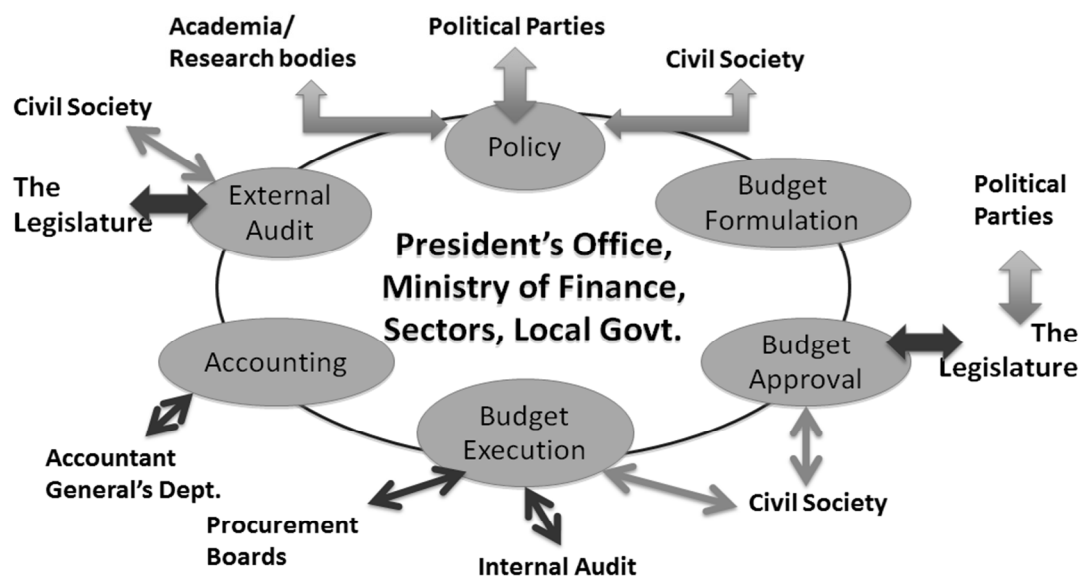 Academia/
Research bodies
Political Parties
Civil Society
Civil Society
Policy
The
Legislature
External
Audit
Budget
Formulation
Political
Parties
President's Office,
Ministry of Finance,
Sectors, Local Govt.
Accounting
Budget
Approval
The
Legislature
Budget
Execution
Accountant
General's Dept.
Procurement
Boards
Internal Audit
Civil Society